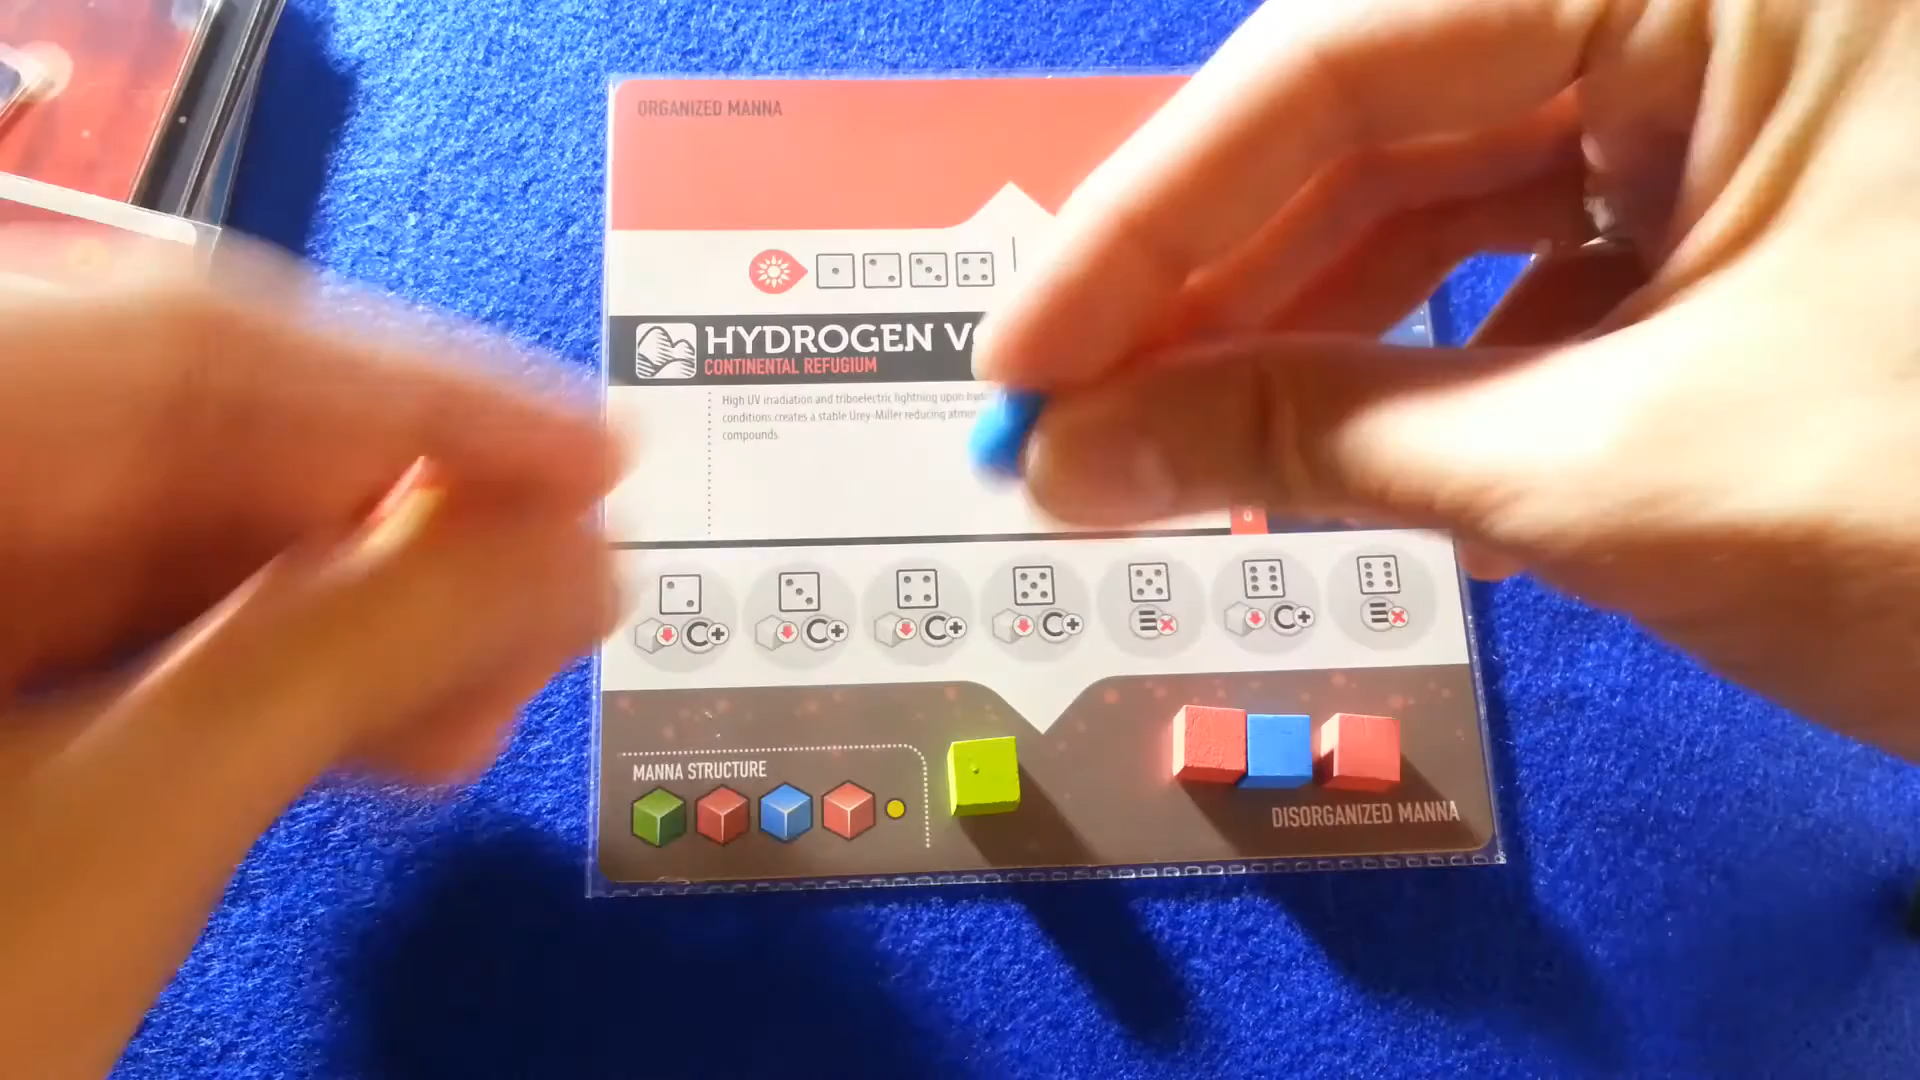 ORGANIZED MANNA
HYDROGEN
CONTINENTAL REFUGIUM
High UV irradiation and triboelectric lightning upon
conditions creates a stable Urey-Miller reducing
compounds.
MANNA STRUCTURE
DISORGANIZED MANNA